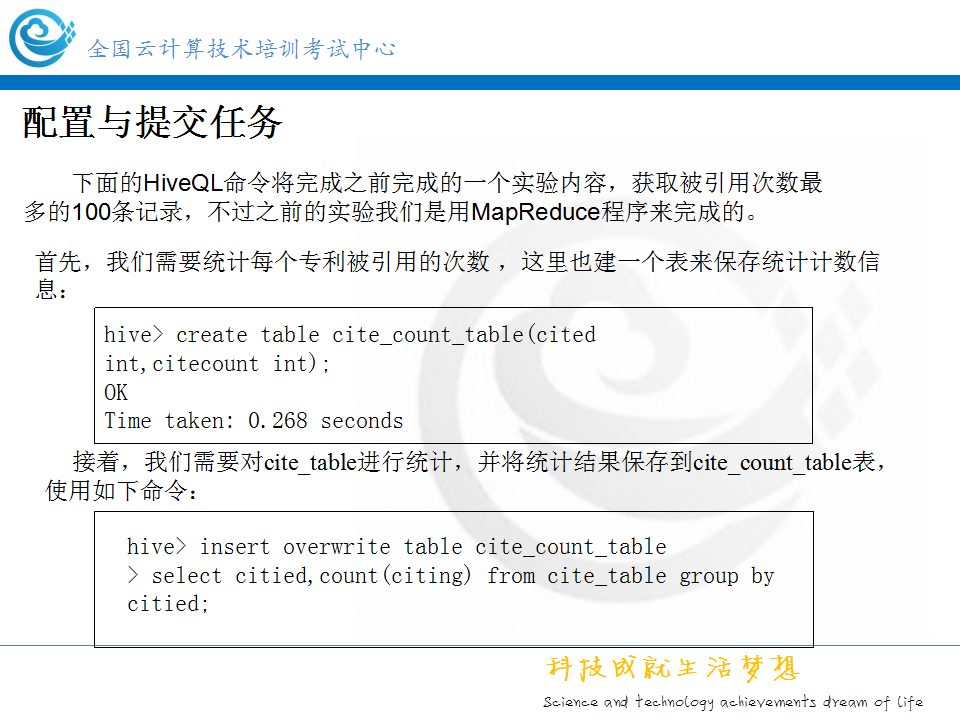 全国云计算技术培训考试中心
配置与提交任务
下面的HiveQL命令将完成之前完成的一个实验内容，获取被引用次数最
多的100条记录，不过之前的实验我们是用MapReduce程序来完成的。
首先，我们需要统计每个专利被引用的次数 ，这里也建一个表来保存统计计数信
息：
hive> create table cite_count_table(cited
int,citecount int);
OK
Time taken: 0.268 seconds
接着，我们需要对cite_table进行统计，并将统计结果保存到cite_count_table表，
使用如下命令：
hive> insert overwrite table cite_count_table
> select citied,count(citing) from cite_table group by
citied;
科技成就生活梦想
Science and technology achievements dream of life